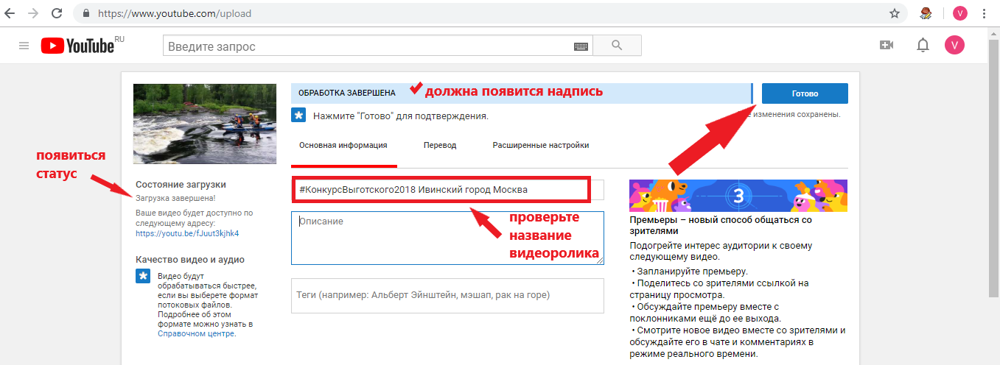 https://www.youtube.com/upload
V
YouTube RU
Введите запрос
V
ОБРАБОТКА ЗАВЕРШЕНА
должна появится надпись
Готово
Нажмите "Готово" для подтверждения.
изменения сохранены.
Основная информация
Перевод
Расширенные настройки
появиться
статус
Состояние загрузки
Загрузка завершена!
Ваше видео будет доступно по
следующему адресу:
https://youtu.be/fJuut3kjhk4
Качество видео и аудио
Видео будут
обрабатываться быстрее,
если вы выберете формат
потоковых файлов.
Подробнее об этом
формате можно узнать в
Справочном центре.
#КонкурсВыготского2018 Ивинский город Москва
Описание
проверьте
название
видеоролика
Теги (например: Альберт Эйнштейн, мэшап, рак на горе)
3
Премьеры – новый способ общаться со
зрителями
Подогрейте интерес аудитории к своему
следующему видео.
• Запланируйте премьеру.
• Поделитесь со зрителями ссылкой на
страницу просмотра.
• Обсуждайте премьеру вместе с
поклонниками ещё до ее выхода.
• Смотрите новое видео вместе со зрителями и
обсуждайте его в чате и комментариях в
режиме реального времени.